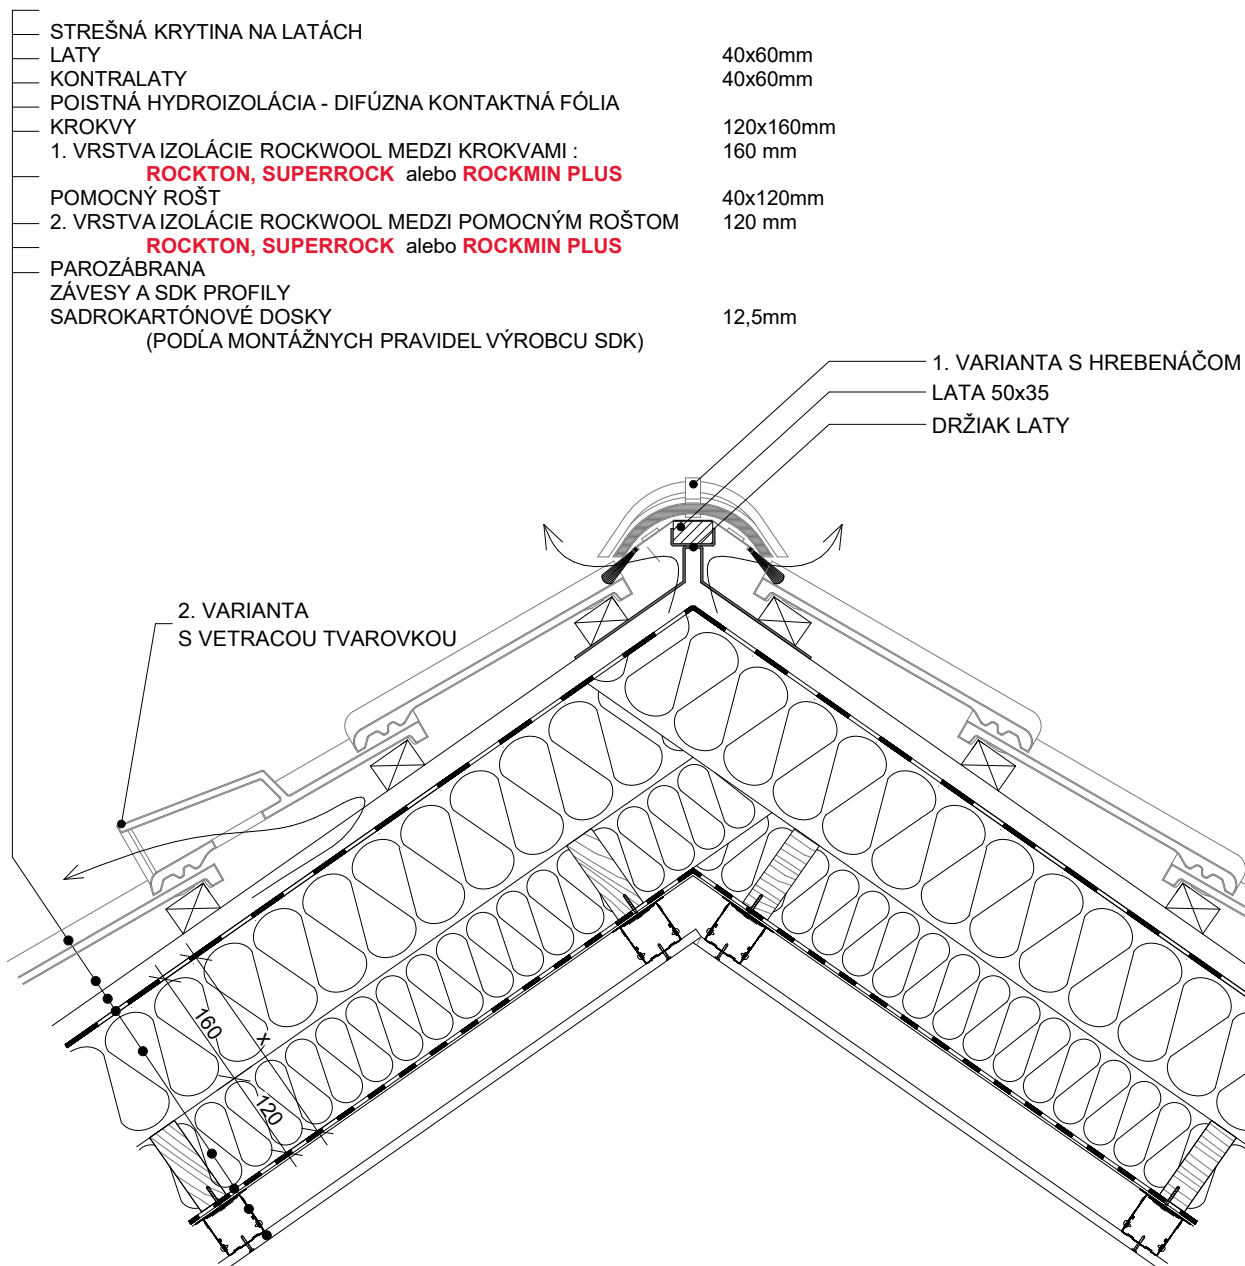 STREŠNÁ KRYTINA NA LATÁCH
LATY 40x60mm
KONTRALATY 40x60mm
POISTNÁ HYDROIZOLÁCIA - DIFÚZNA KONTAKTNÁ FÓLIA
KROKVY 120x160mm
1. VRSTVA IZOLÁCIE ROCKWOOL MEDZI KROKVAMI : 160 mm
ROCKTON, SUPERROCK alebo ROCKMIN PLUS
POMOCNÝ ROŠT 40x120mm
2. VRSTVA IZOLÁCIE ROCKWOOL MEDZI POMOCNÝM ROŠTOM 120 mm
ROCKTON, SUPERROCK alebo ROCKMIN PLUS
PAROZÁBRANA
ZÁVESY A SDK PROFILY
SADROKARTÓNOVÉ DOSKY 12,5mm
(PODĹA MONTÁŽNYCH PRAVIDEL VÝROBCU SDK)
1. VARIANTA S HREBENÁČOM
LATA 50x35
DRŽIAK LATY
2. VARIANTA
S VETRACOU TVAROVKOU
160
x
120